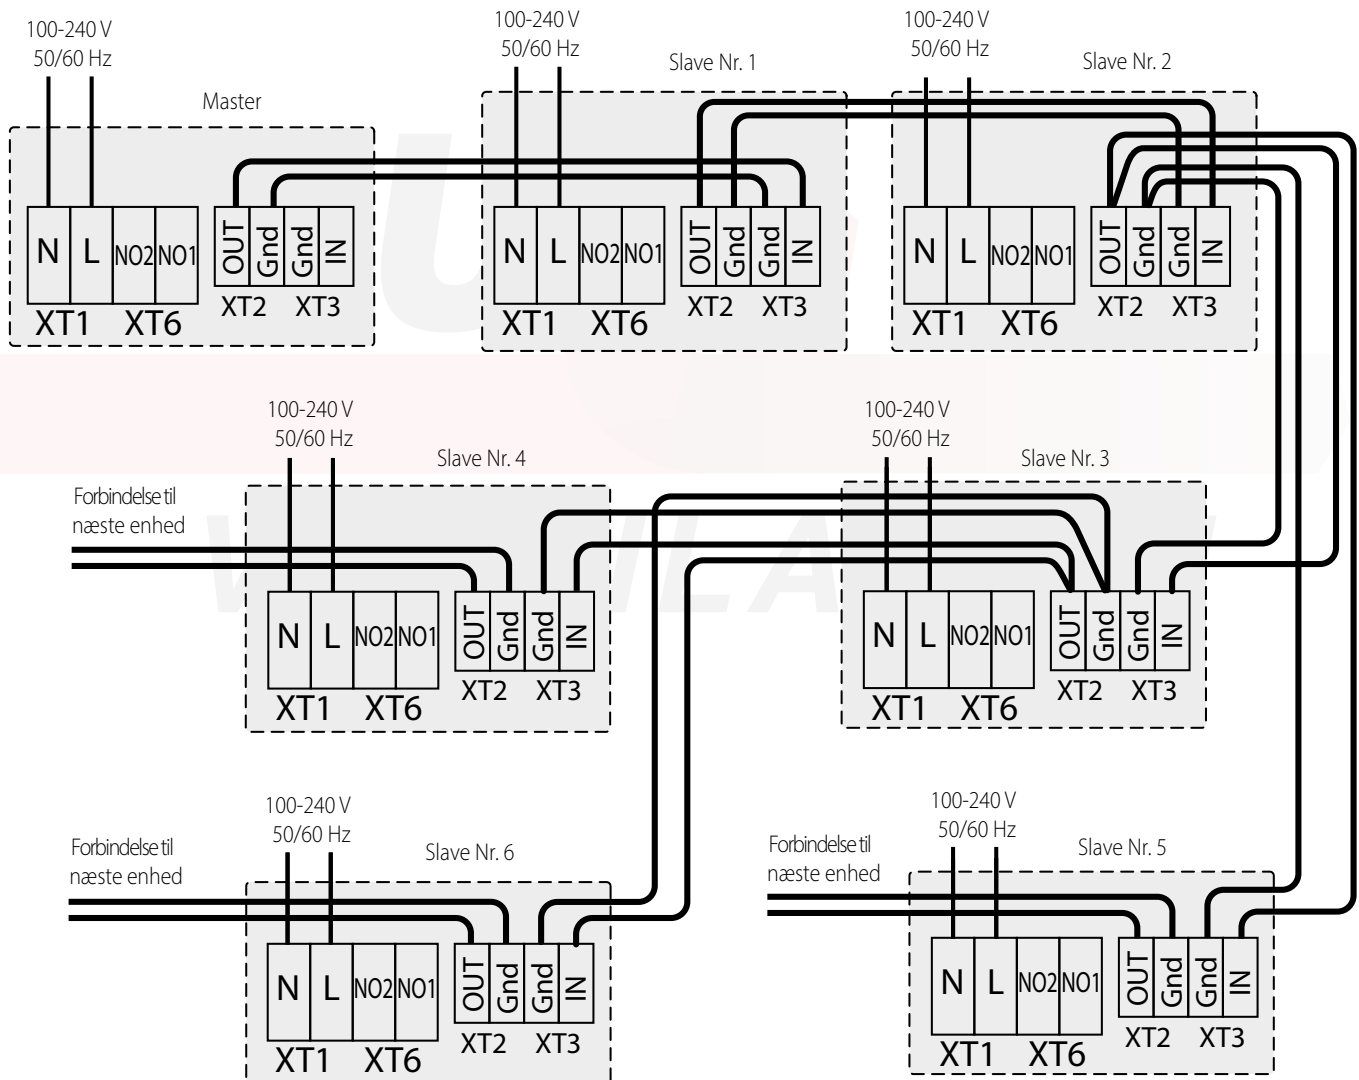 100-240 V
50/60 Hz
Master
N L NO2 NO1 OUT Gnd Gnd IN
XT1 XT6 XT2 XT3
100-240 V
50/60 Hz
Slave Nr. 1
N L NO2 NO1 OUT Gnd Gnd IN
XT1 XT6 XT2 XT3
100-240 V
50/60 Hz
Slave Nr. 2
N L NO2 NO1 OUT Gnd Gnd IN
XT1 XT6 XT2 XT3
100-240 V
50/60 Hz
Slave Nr. 4
Forbindelse til
næste enhed
N L NO2 NO1 OUT Gnd Gnd IN
XT1 XT6 XT2 XT3
100-240 V
50/60 Hz
Slave Nr. 3
N L NO2 NO1 OUT Gnd Gnd IN
XT1 XT6 XT2 XT3
100-240 V
50/60 Hz
Slave Nr. 6
Forbindelse til
næste enhed
N L NO2 NO1 OUT Gnd Gnd IN
XT1 XT6 XT2 XT3
100-240 V
50/60 Hz
Slave Nr. 5
Forbindelse til
næste enhed
N L NO2 NO1 OUT Gnd Gnd IN
XT1 XT6 XT2 XT3